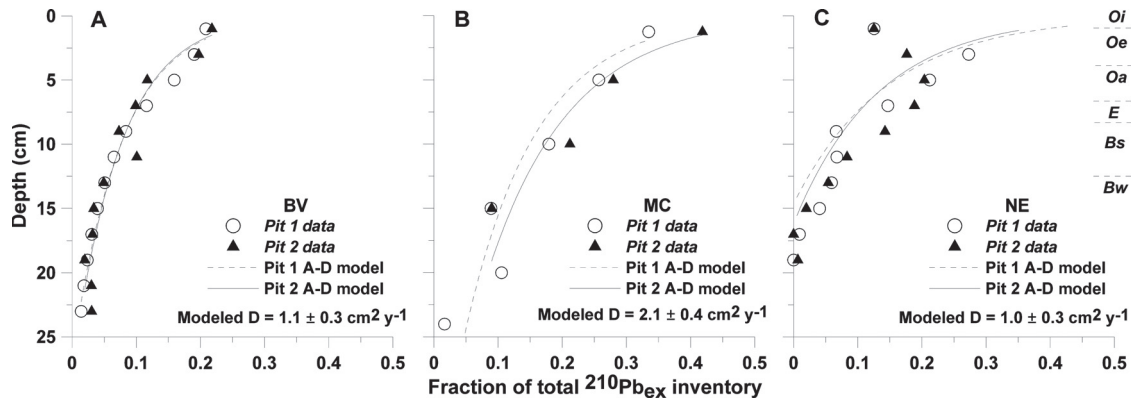 A
B
C
0
5
10
15
20
25
Depth (cm)
BV
Pit 1 data
Pit 2 data
Pit 1 A-D model
Pit 2 A-D model
Modeled D = 1.1 ± 0.3 cm² y⁻¹
0 0.1 0.2 0.3 0.4 0.5
MC
Pit 1 data
Pit 2 data
Pit 1 A-D model
Pit 2 A-D model
Modeled D = 2.1 ± 0.4 cm² y⁻¹
0 0.1 0.2 0.3 0.4 0.5
NE
Pit 1 data
Pit 2 data
Pit 1 A-D model
Pit 2 A-D model
Modeled D = 1.0 ± 0.3 cm² y⁻¹
0 0.1 0.2 0.3 0.4 0.5
Oi
Oe
Oa
E
Bs
Bw
Fraction of total ²¹⁰Pbex inventory